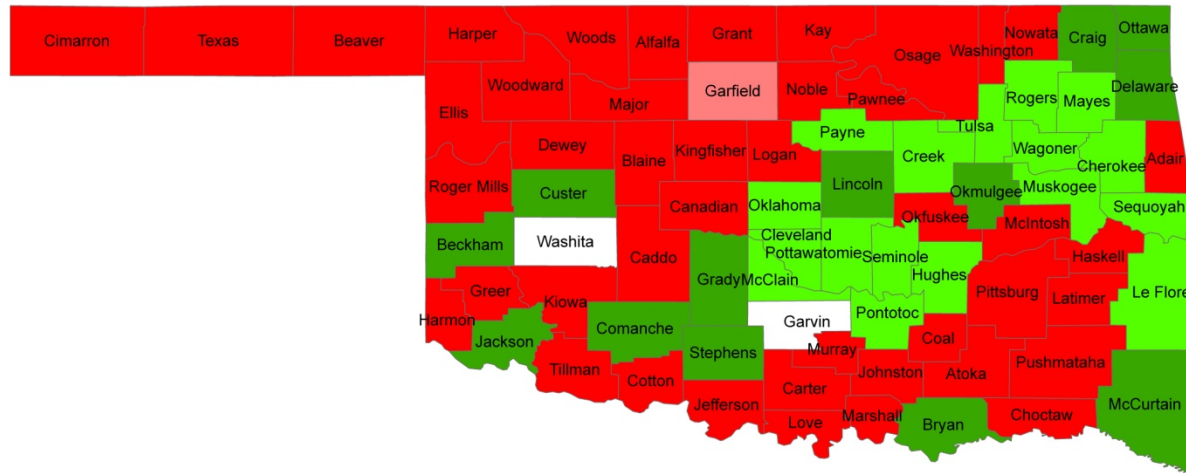 Cimarron
Texas
Beaver
Harper
Woods
Alfalfa
Grant
Kay
Osage
Washington
Nowata
Craig
Ottawa
Delaware
Ellis
Woodward
Major
Garfield
Noble
Pawnee
Rogers
Mayes
Roger Mills
Dewey
Blaine
Kingfisher
Logan
Payne
Creek
Tulsa
Wagoner
Cherokee
Adair
Custer
Canadian
Oklahoma
Lincoln
Okfuskee
Okmulgee
Muskogee
McIntosh
Sequoyah
Beckham
Washita
Caddo
Grady
Cleveland
McClain
Pottawatomie
Seminole
Hughes
Haskell
Pittsburg
Latimer
Le Flore
Harmon
Greer
Kiowa
Jackson
Comanche
Stephens
Garvin
Murray
Pontotoc
Coal
Tillman
Cotton
Jefferson
Carter
Johnston
Atoka
Pushmataha
McCurtain
Love
Marshall
Bryan
Choctaw